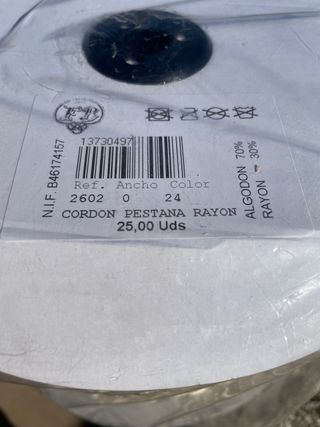 13730497
Ref. Ancho Color
2602 0 24
CORDON PESTANA RAYON
25,00 Uds
N.I.F. B46174157
ALGODON 70%
RAYON - 30%